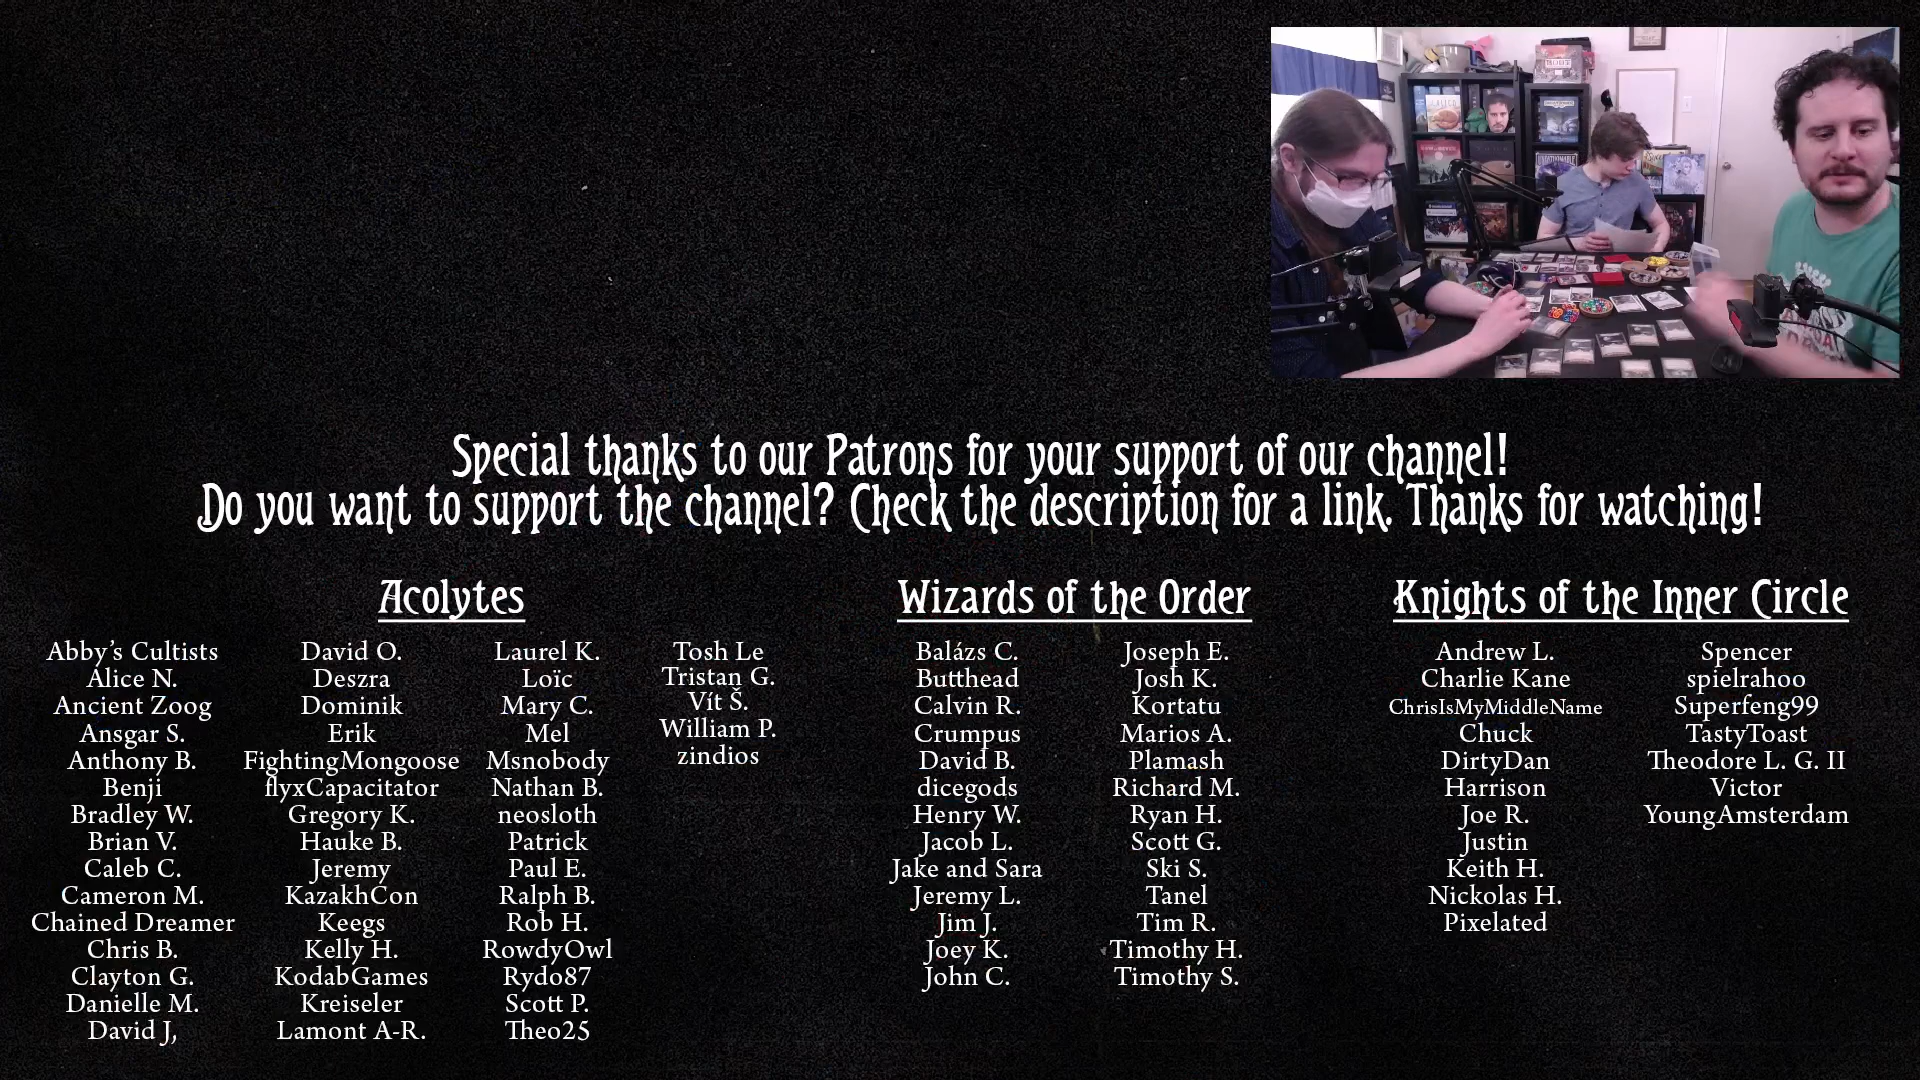 Special thanks to our Patrons for your support of our channel!
Do you want to support the channel? Check the description for a link. Thanks for watching!
Acolytes
Abby's Cultists
Alice N.
Ancient Zoog
Ansgar S.
Anthony B.
Benji
Bradley W.
Brian V.
Caleb C.
Cameron M.
Chained Dreamer
Chris B.
Clayton G.
Danielle M.
David J,
David O.
Deszra
Dominik
Erik
FightingMongoose
flyxCapacitator
Gregory K.
Hauke B.
Jeremy
KazakhCon
Keegs
Kelly H.
KodabGames
Kreiseler
Lamont A-R.
Laurel K.
Loïc
Mary C.
Mel
Msnobody
Nathan B.
neosloth
Patrick
Paul E.
Ralph B.
Rob H.
RowdyOwl
Rydo87
Scott P.
Theo25
Tosh Le
Tristan G.
Vít Š.
William P.
zindios
Wizards of the Order
Balázs C.
Butthead
Calvin R.
Crumpus
David B.
dicegods
Henry W.
Jacob L.
Jake and Sara
Jeremy L.
Jim J.
Joey K.
John C.
Joseph E.
Josh K.
Kortatu
Marios A.
Plamash
Richard M.
Ryan H.
Scott G.
Ski S.
Tanel
Tim R.
Timothy H.
Timothy S.
Knights of the Inner Circle
Andrew L.
Charlie Kane
ChrisIsMyMiddleName
Chuck
DirtyDan
Harrison
Joe R.
Justin
Keith H.
Nickolas H.
Pixelated
Spencer
spielrahoo
Superfeng99
TastyToast
Theodore L. G. II
Victor
YoungAmsterdam